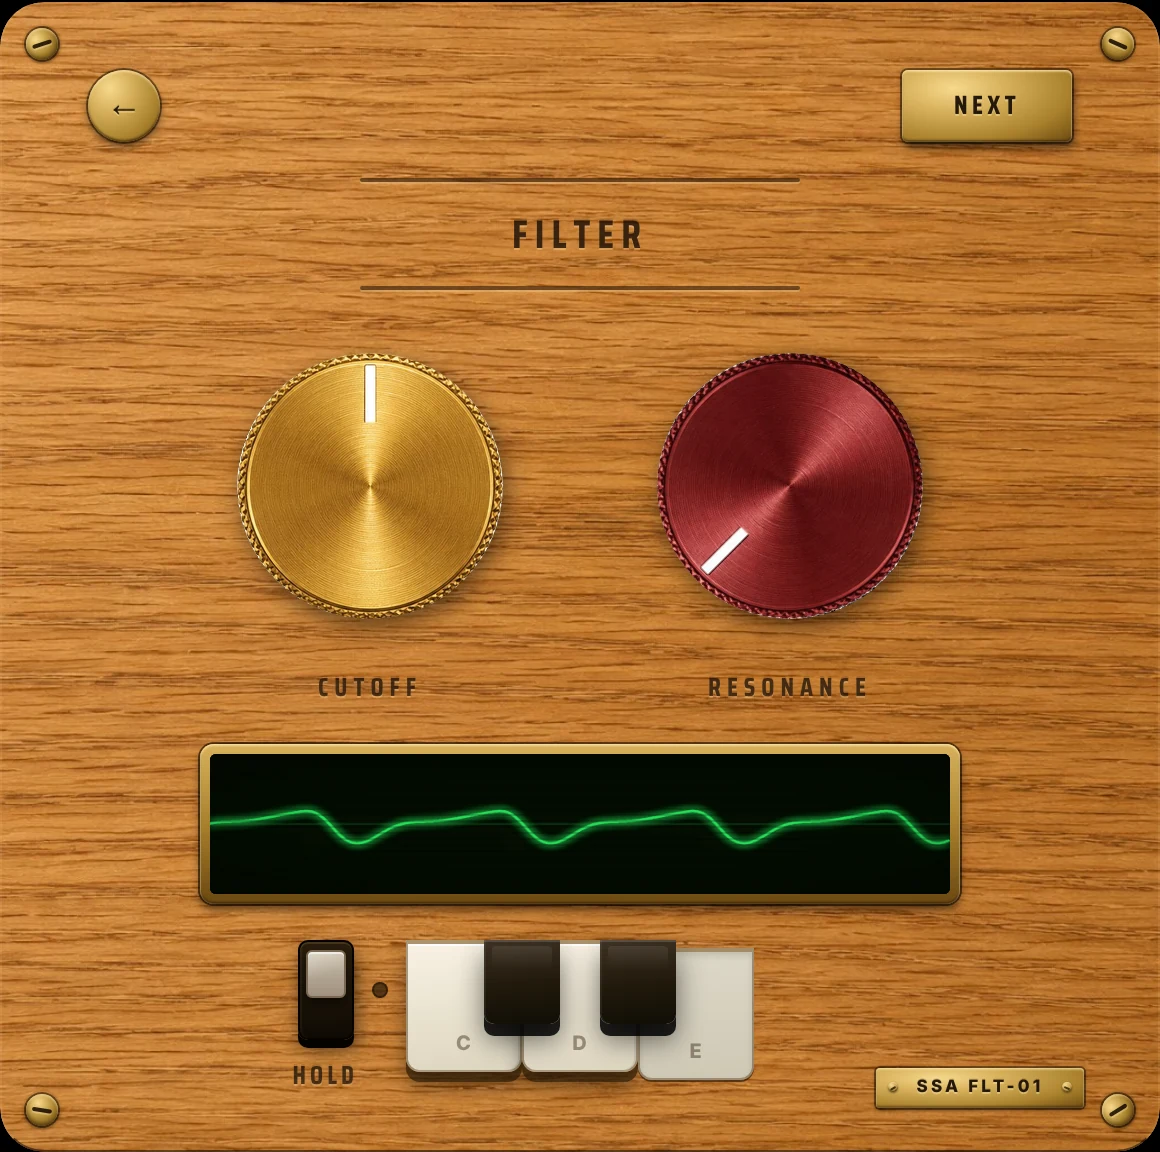 ←
NEXT
FILTER
CUTOFF
RESONANCE
C
D
E
HOLD
SSA FLT-01